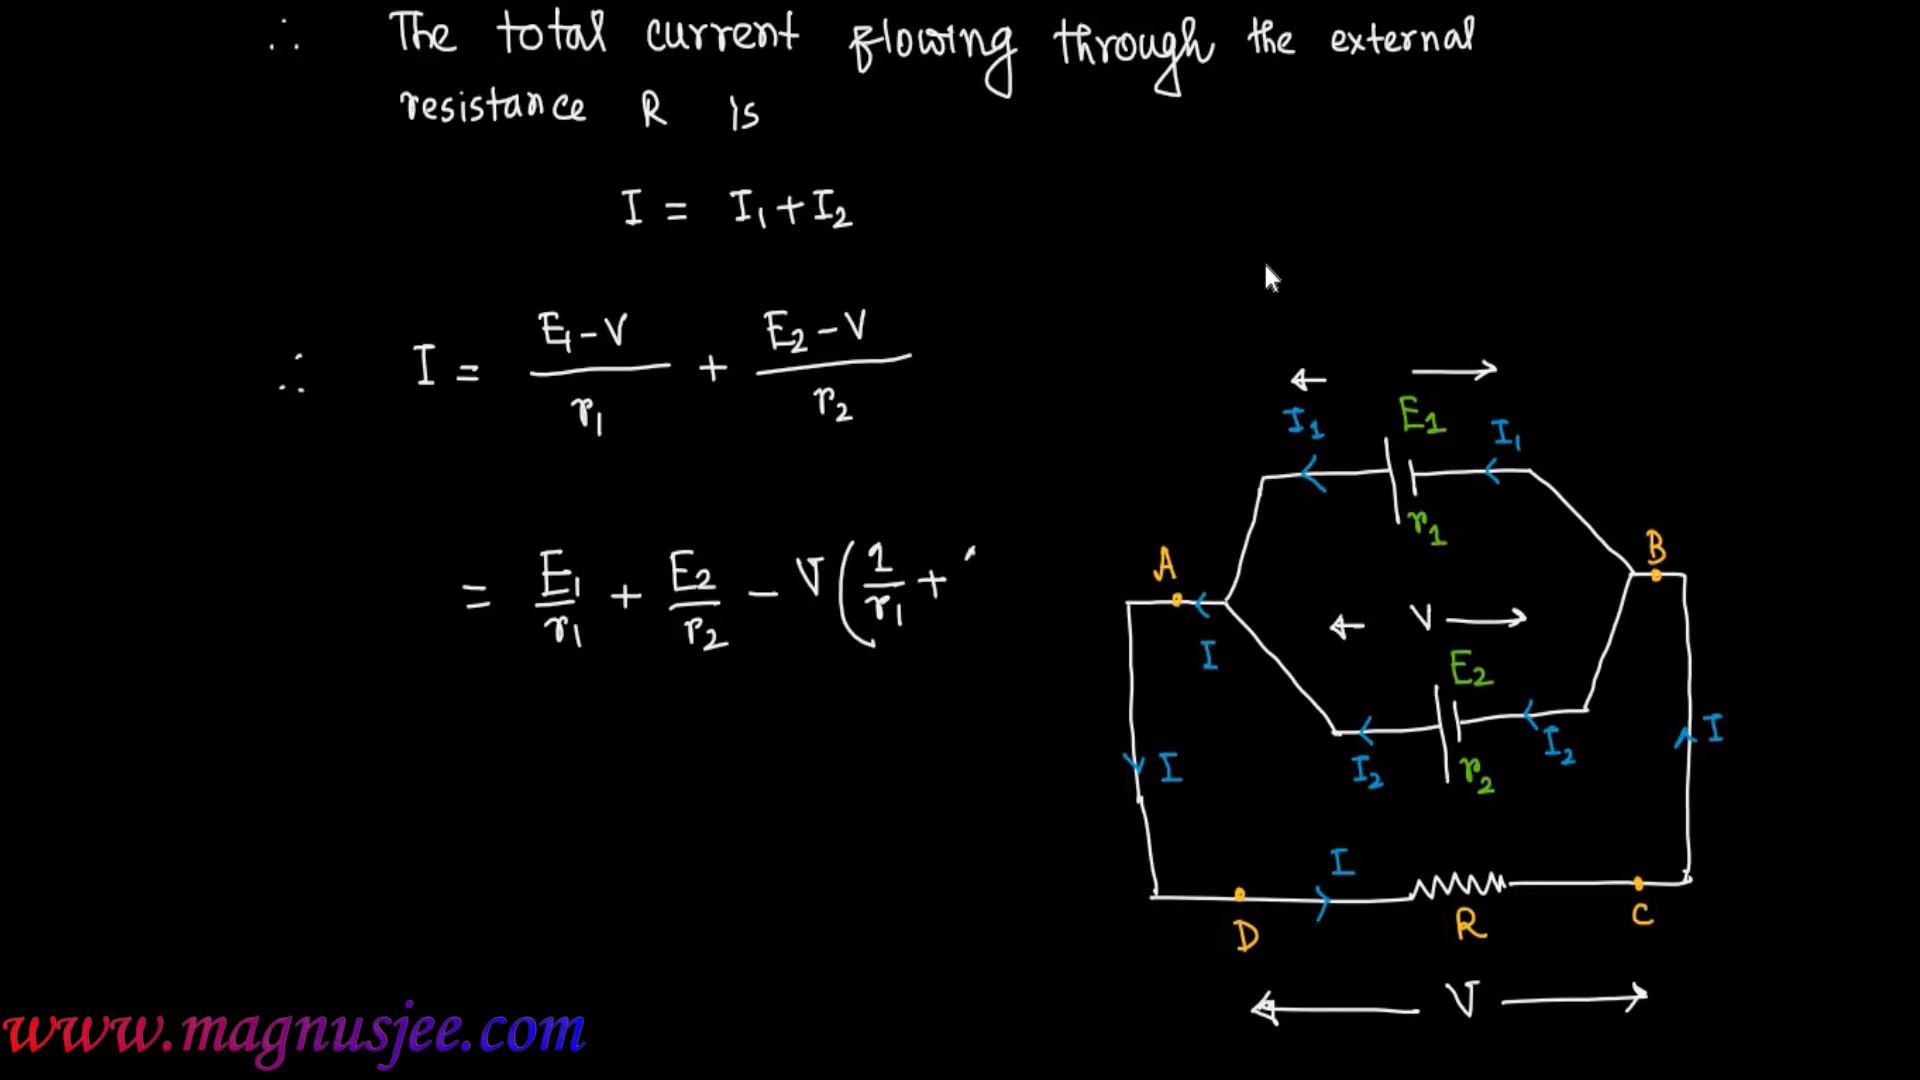 ∴ The total current flowing through the external
resistance R is
I = I₁ + I₂
∴ I = (E₁ - V)/r₁ + (E₂ - V)/r₂
= E₁/r₁ + E₂/r₂ - V(1/r₁ +
E₁
I₁
I₁
r₁
A
B
V
I
E₂
I₂
I₂
r₂
I
I
I
R
D
C
V
www.magnusjee.com